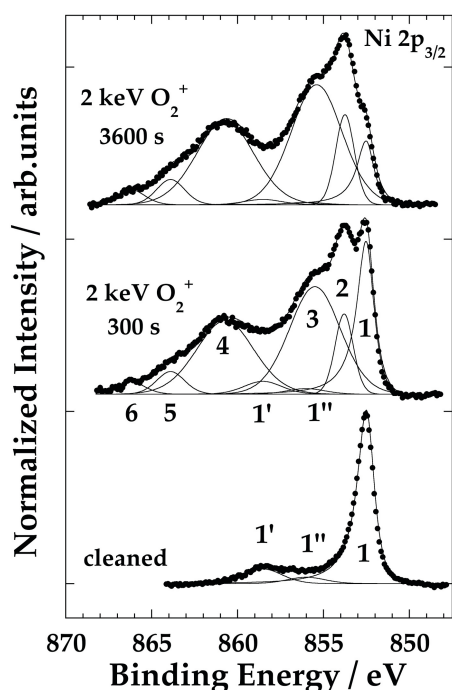 Ni 2p3/2
2 keV O2+
3600 s
2 keV O2+
300 s
2
3
1
4
6
5
1'
1"
1'
1"
1
cleaned
870
865
860
855
850
Binding Energy / eV
Normalized Intensity / arb.units